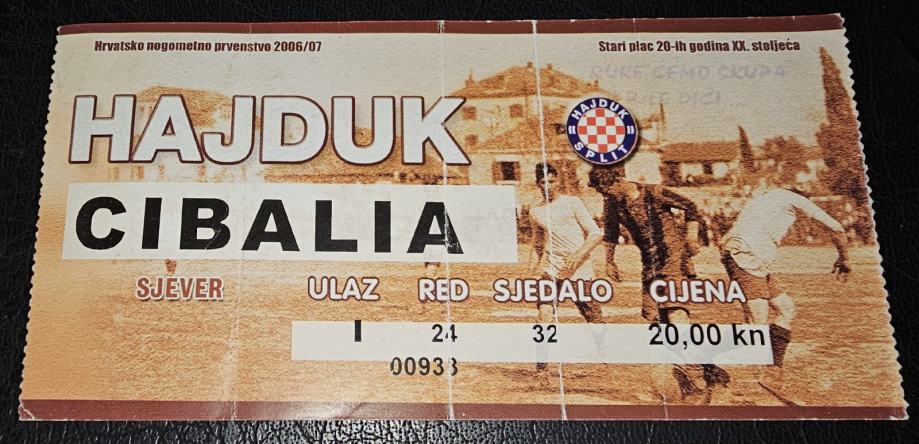 Hrvatsko nogometno prvenstvo 2006/07
Stari plac 20-ih godina XX. stoljeća
HAJDUK
HAJDUK
SPLIT
CIBALIA
SJEVER
ULAZ RED SJEDALO CIJENA
I 24 32 20,00 kn
00933